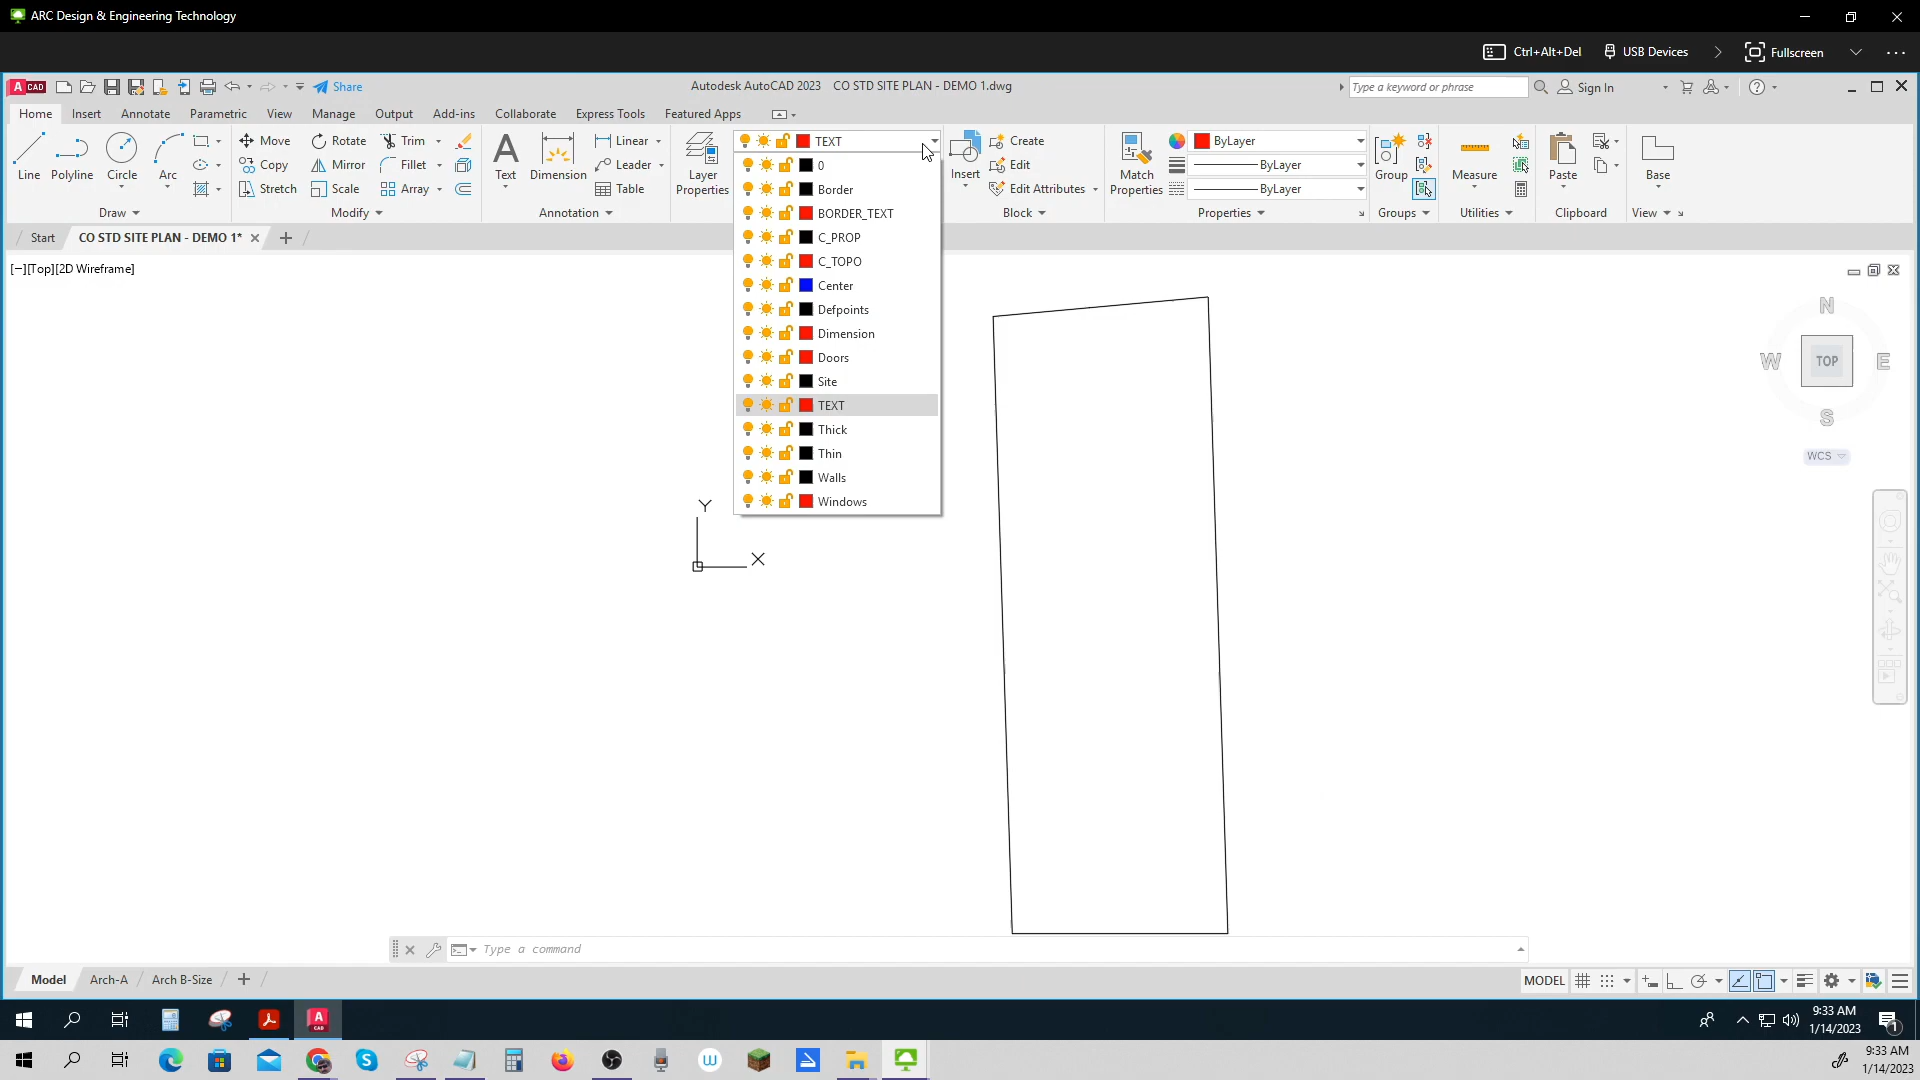 ARC Design & Engineering Technology
Ctrl+Alt+Del USB Devices Fullscreen
A CAD Share Autodesk AutoCAD 2023 CO STD SITE PLAN - DEMO 1.dwg Type a keyword or phrase Sign In
Home Insert Annotate Parametric View Manage Output Add-ins Collaborate Express Tools Featured Apps
Move Rotate Trim Linear TEXT Create ByLayer
Line Polyline Circle Arc Copy Mirror Fillet Text Dimension Leader Layer Properties Insert Edit Match Properties ByLayer Group Measure Paste Base
Stretch Scale Array Table Edit Attributes ByLayer
Draw Modify Annotation Block Properties Groups Utilities Clipboard View
0
Border
BORDER_TEXT
C_PROP
C_TOPO
Center
Defpoints
Dimension
Doors
Site
TEXT
Thick
Thin
Walls
Windows
Start CO STD SITE PLAN - DEMO 1*
[−][Top][2D Wireframe]
N
W TOP E
S
WCS
Y
X
Type a command
Model Arch-A Arch B-Size MODEL
A CAD
9:33 AM
1/14/2023
1
9:33 AM
1/14/2023